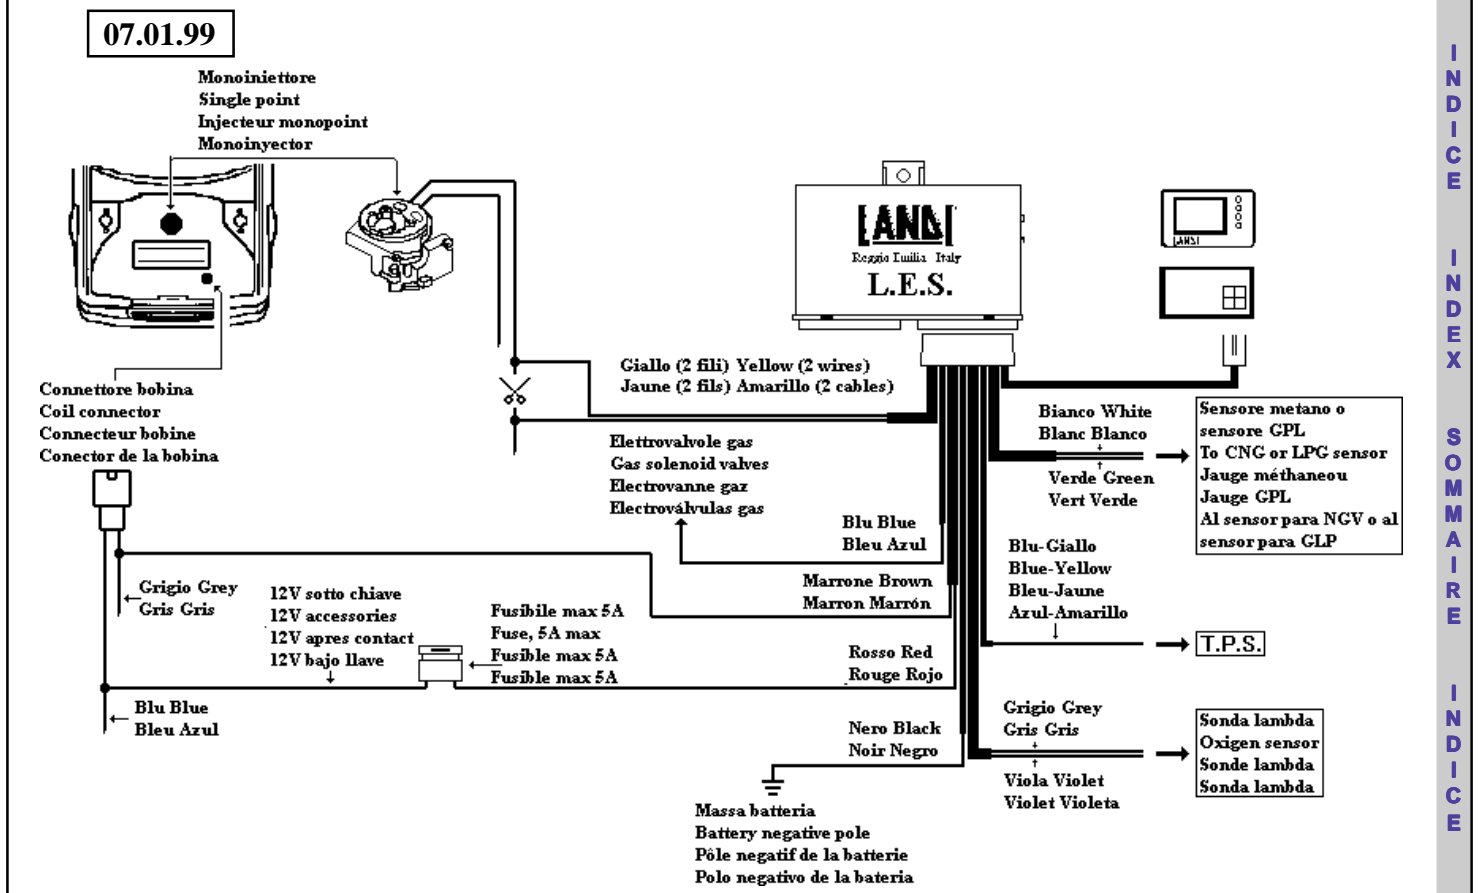 07.01.99
Monoiniettore
Single point
Injecteur monopoint
Monoinyector
LANDI
Reggio Emilia Italy
L.E.S.
LANDI
Connettore bobina
Coil connector
Connecteur bobine
Conector de la bobina
Giallo (2 fili) Yellow (2 wires)
Jaune (2 fils) Amarillo (2 cables)
Elettrovalvole gas
Gas solenoid valves
Electrovanne gaz
Electroválvulas gas
Bianco White
Blanc Blanco
Verde Green
Vert Verde
Sensore metano o
sensore GPL
To CNG or LPG sensor
Jauge méthaneou
Jauge GPL
Al sensor para NGV o al
sensor para GLP
Blu Blue
Bleu Azul
Blu-Giallo
Blue-Yellow
Bleu-Jaune
Azul-Amarillo
T.P.S.
Marrone Brown
Marron Marrón
Grigio Grey
Gris Gris
12V sotto chiave
12V accessories
12V apres contact
12V bajo llave
Fusibile max 5A
Fuse, 5A max
Fusible max 5A
Fusible max 5A
Rosso Red
Rouge Rojo
Blu Blue
Bleu Azul
Nero Black
Noir Negro
Grigio Grey
Gris Gris
Viola Violet
Violet Violeta
Sonda lambda
Oxigen sensor
Sonde lambda
Sonda lambda
Massa batteria
Battery negative pole
Pôle negatif de la batterie
Polo negativo de la bateria
INDICE
INDEX
SOMMAIRE
INDICE